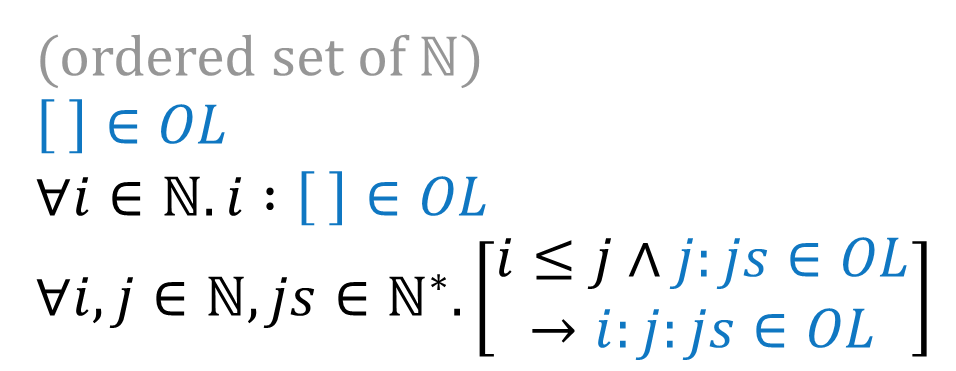 (ordered set of ℕ)
[ ] ∈ OL
∀i ∈ ℕ. i : [ ] ∈ OL
∀i, j ∈ ℕ, js ∈ ℕ*. [i ≤ j ∧ j: js ∈ OL
→ i: j: js ∈ OL]